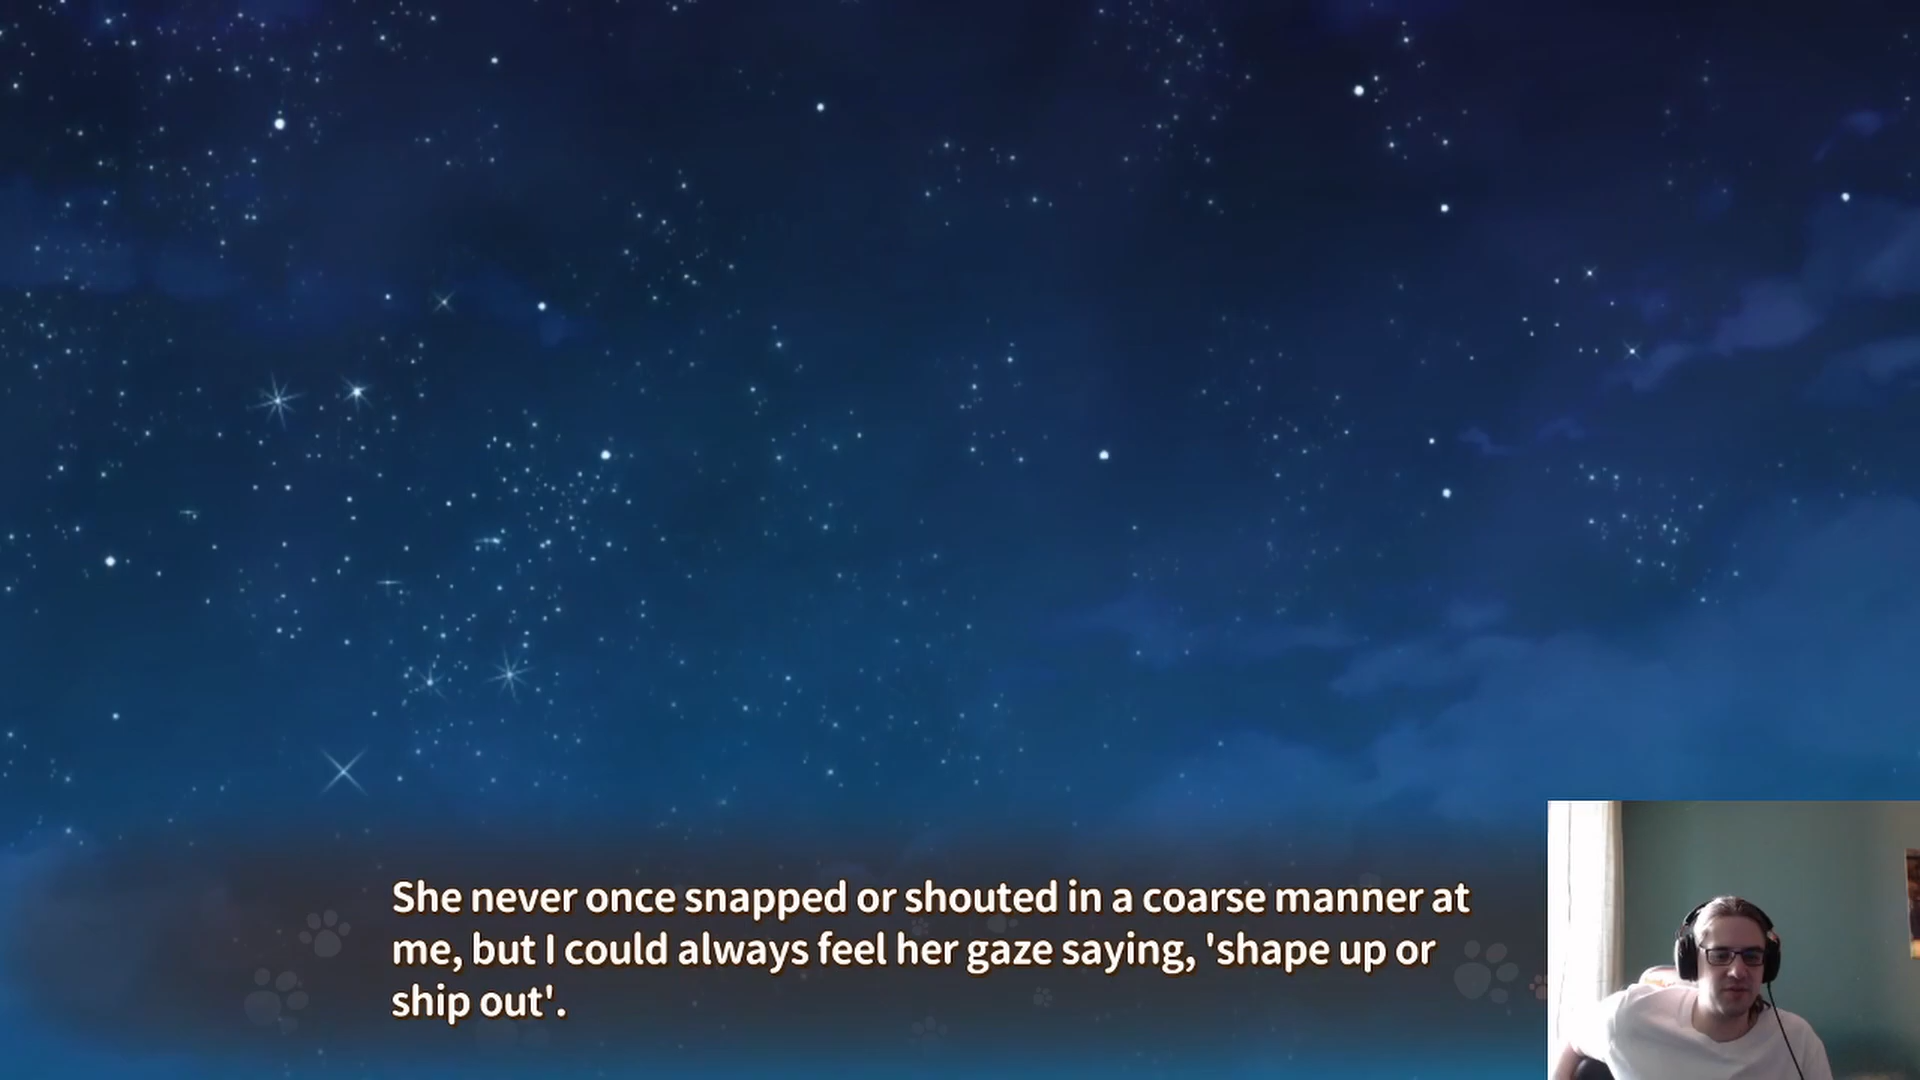 She never once snapped or shouted in a coarse manner at
me, but I could always feel her gaze saying, 'shape up or
ship out'.